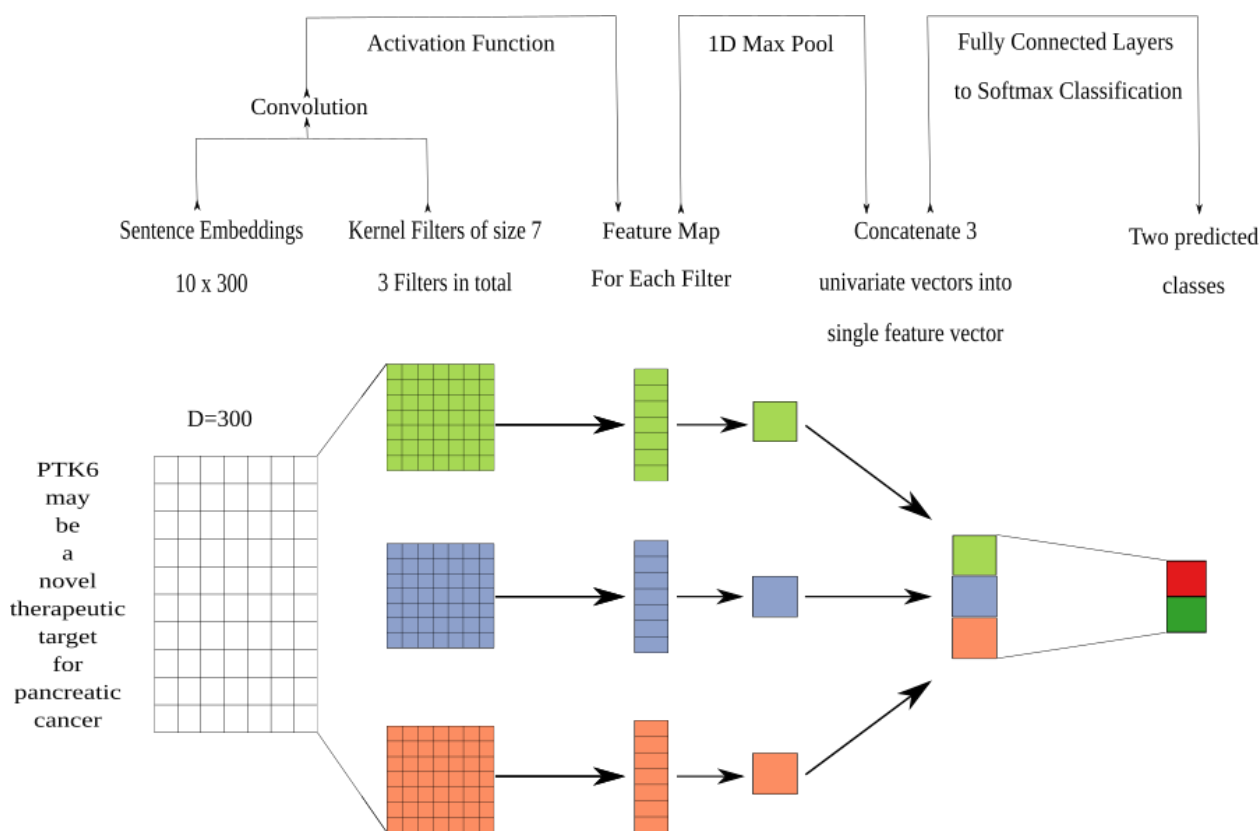 Activation Function
1D Max Pool
Fully Connected Layers
to Softmax Classification
Convolution
Sentence Embeddings
10 x 300
Kernel Filters of size 7
3 Filters in total
Feature Map
For Each Filter
Concatenate 3
univariate vectors into
single feature vector
Two predicted
classes
D=300
PTK6
may
be
a
novel
therapeutic
target
for
pancreatic
cancer